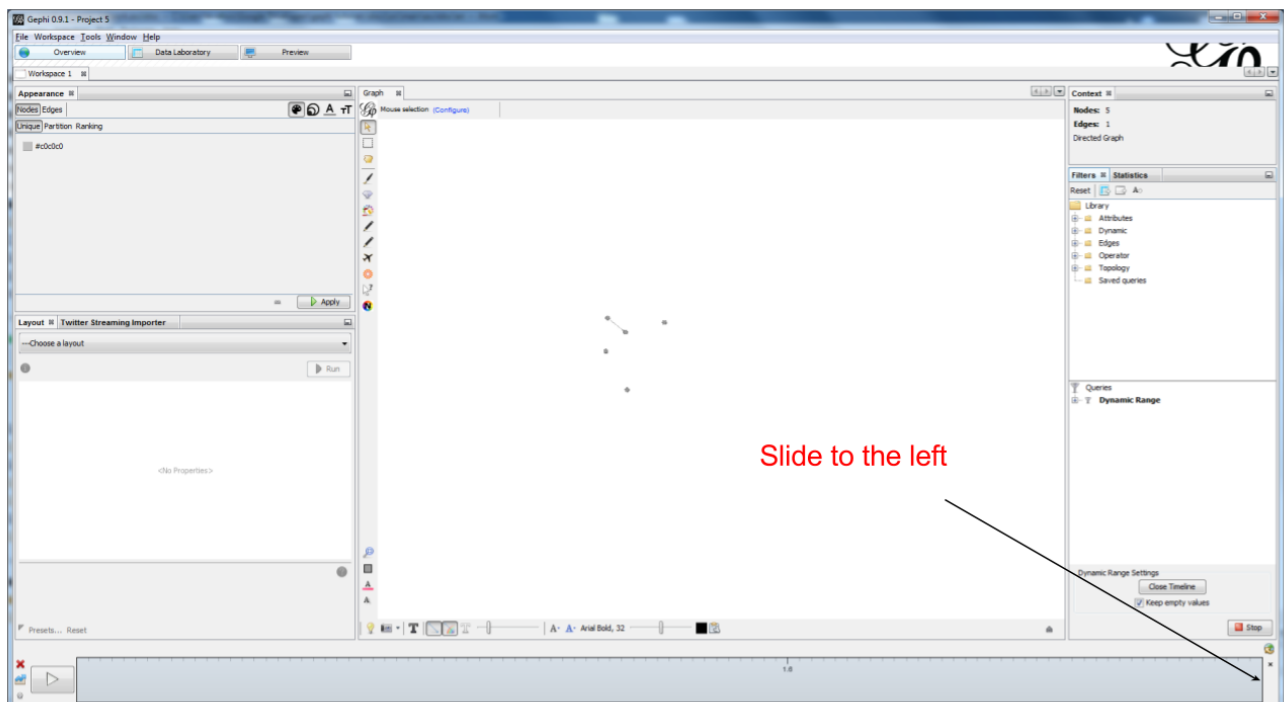 Gephi 0.9.1 - Project 5
File Workspace Tools Window Help
Overview
Data Laboratory
Preview
Workspace 1
Appearance
Nodes Edges
Unique Partition Ranking
#c0c0c0
Apply
Layout
Twitter Streaming Importer
---Choose a layout
Run
<No Properties>
Presets... Reset
Graph
Mouse selection (Configure)
Slide to the left
A- A- Arial Bold, 32
Context
Nodes: 5
Edges: 1
Directed Graph
Filters
Statistics
Reset
Library
Attributes
Dynamic
Edges
Operator
Topology
Saved queries
Queries
Dynamic Range
Dynamic Range Settings
Close Timeline
Keep empty values
Stop